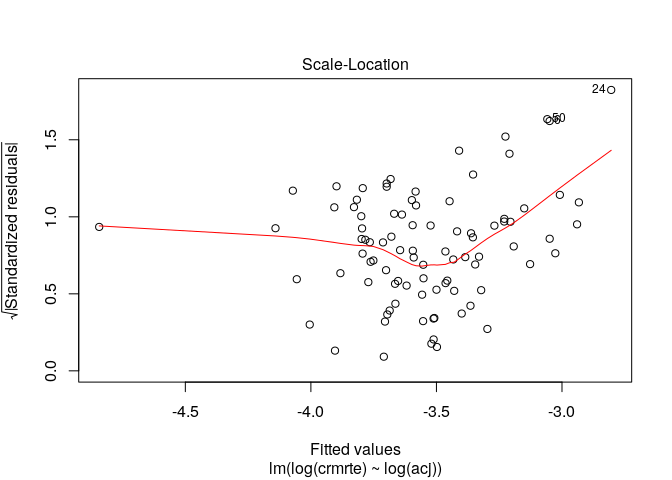 Scale-Location
24
50
0.0
0.5
1.0
1.5
√|Standardized residuals|
-4.5
-4.0
-3.5
-3.0
Fitted values
lm(log(crmrte) ~ log(acj))